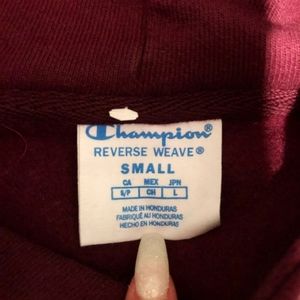 Champion®
REVERSE WEAVE®
SMALL
CA MEX JPN
S/P CH L
MADE IN HONDURAS
FABRIQUÉ AU HONDURAS
HECHO EN HONDURAS